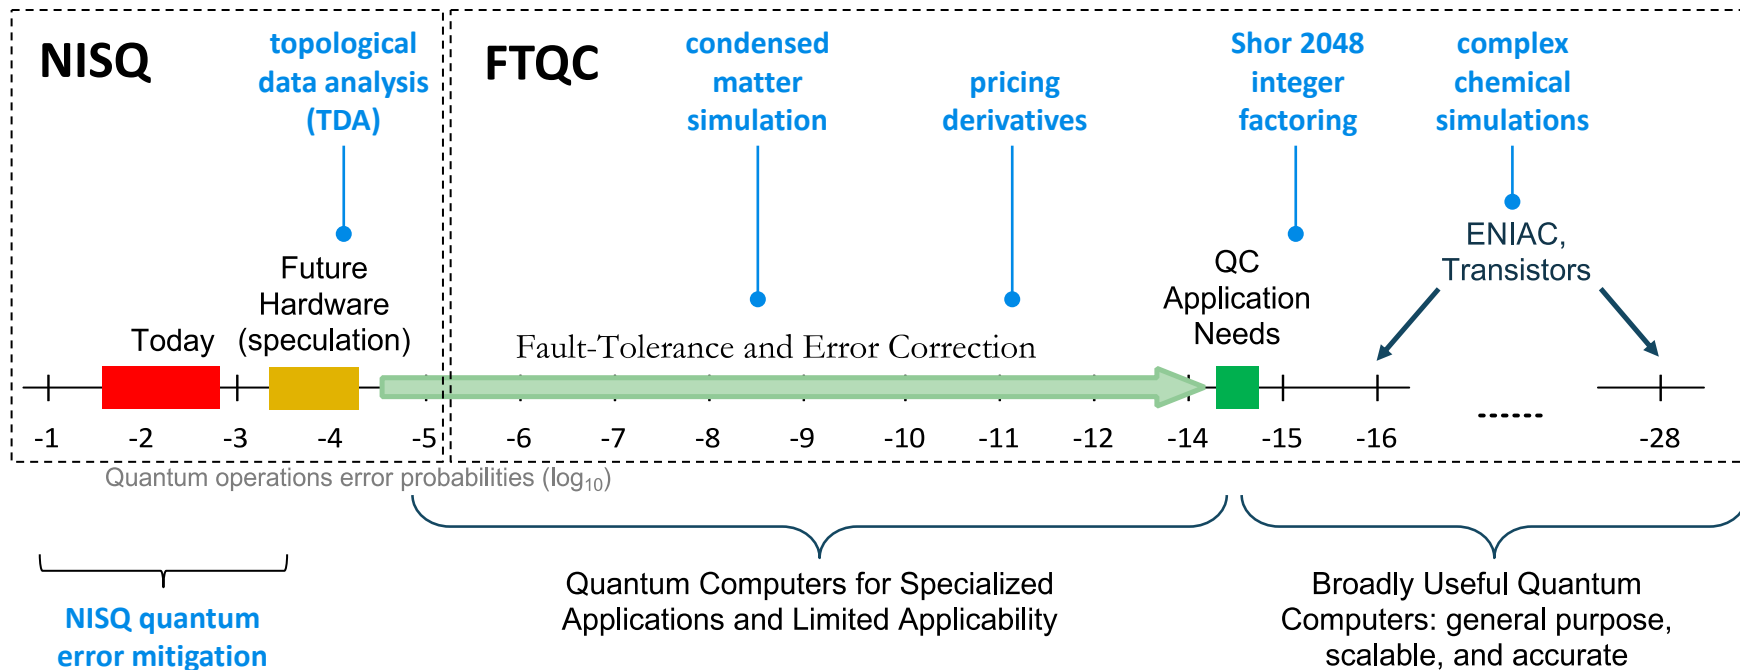 NISQ
topological
data analysis
(TDA)
FTQC
condensed
matter
simulation
pricing
derivatives
Shor 2048
integer
factoring
complex
chemical
simulations
Today
Future
Hardware
(speculation)
Fault-Tolerance and Error Correction
QC
Application
Needs
ENIAC,
Transistors
-1 -2 -3 -4 -5 -6 -7 -8 -9 -10 -11 -12 -14 -15 -16 ....... -28
Quantum operations error probabilities (log10)
NISQ quantum
error mitigation
Quantum Computers for Specialized
Applications and Limited Applicability
Broadly Useful Quantum
Computers: general purpose,
scalable, and accurate